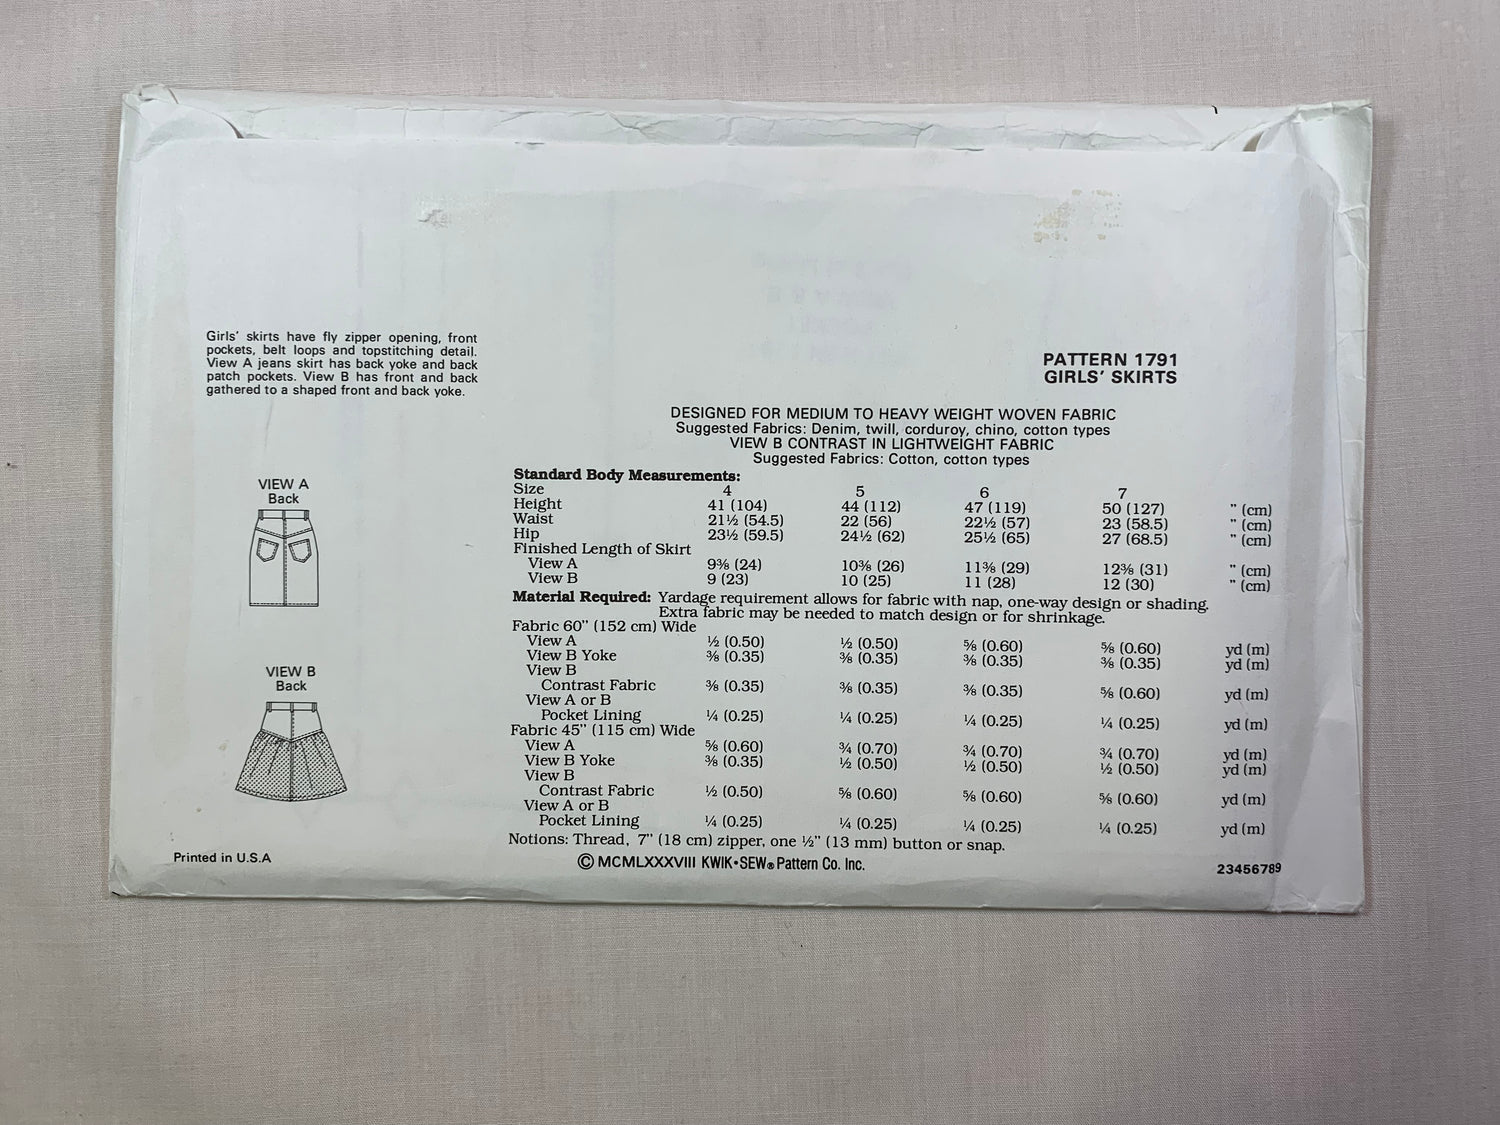 Girls' skirts have fly zipper opening, front
pockets, belt loops and topstitching detail.
View A jeans skirt has back yoke and back
patch pockets. View B has front and back
gathered to a shaped front and back yoke.
PATTERN 1791
GIRLS' SKIRTS
DESIGNED FOR MEDIUM TO HEAVY WEIGHT WOVEN FABRIC
Suggested Fabrics: Denim, twill, corduroy, chino, cotton types
VIEW B CONTRAST IN LIGHTWEIGHT FABRIC
Suggested Fabrics: Cotton, cotton types
VIEW A
Back
VIEW B
Back
Standard Body Measurements:
Size 4 5 6 7
Height 41 (104) 44 (112) 47 (119) 50 (127) " (cm)
Waist 21½ (54.5) 22 (56) 22½ (57) 23 (58.5) " (cm)
Hip 23½ (59.5) 24½ (62) 25½ (65) 27 (68.5) " (cm)
Finished Length of Skirt
View A 9⅜ (24) 10⅜ (26) 11⅜ (29) 12⅜ (31) " (cm)
View B 9 (23) 10 (25) 11 (28) 12 (30) " (cm)
Material Required: Yardage requirement allows for fabric with nap, one-way design or shading.
Extra fabric may be needed to match design or for shrinkage.
Fabric 60" (152 cm) Wide
View A ½ (0.50) ½ (0.50) ⅝ (0.60) ⅝ (0.60) yd (m)
View B Yoke ⅜ (0.35) ⅜ (0.35) ⅜ (0.35) ⅜ (0.35) yd (m)
View B
Contrast Fabric ⅜ (0.35) ⅜ (0.35) ⅜ (0.35) ⅝ (0.60) yd (m)
View A or B
Pocket Lining ¼ (0.25) ¼ (0.25) ¼ (0.25) ¼ (0.25) yd (m)
Fabric 45" (115 cm) Wide
View A ⅝ (0.60) ¾ (0.70) ¾ (0.70) ¾ (0.70) yd (m)
View B Yoke ⅜ (0.35) ½ (0.50) ½ (0.50) ½ (0.50) yd (m)
View B
Contrast Fabric ½ (0.50) ⅝ (0.60) ⅝ (0.60) ⅝ (0.60) yd (m)
View A or B
Pocket Lining ¼ (0.25) ¼ (0.25) ¼ (0.25) ¼ (0.25) yd (m)
Notions: Thread, 7" (18 cm) zipper, one ½" (13 mm) button or snap.
Printed in U.S.A
© MCMLXXXVIII KWIK•SEW® Pattern Co. Inc.
23456789